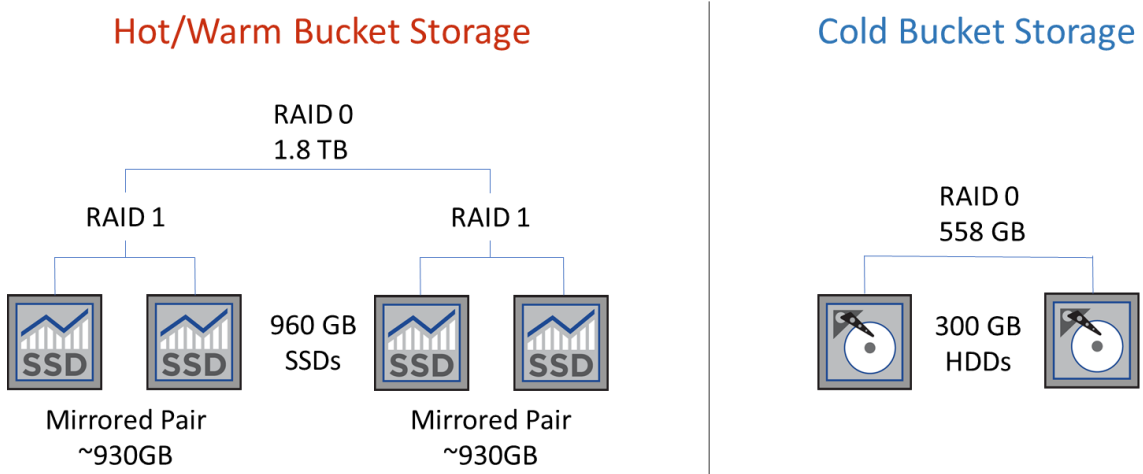 Hot/Warm Bucket Storage
RAID 0
1.8 TB
RAID 1
RAID 1
SSD
SSD
960 GB
SSDs
SSD
SSD
Mirrored Pair
~930GB
Mirrored Pair
~930GB
Cold Bucket Storage
RAID 0
558 GB
300 GB
HDDs